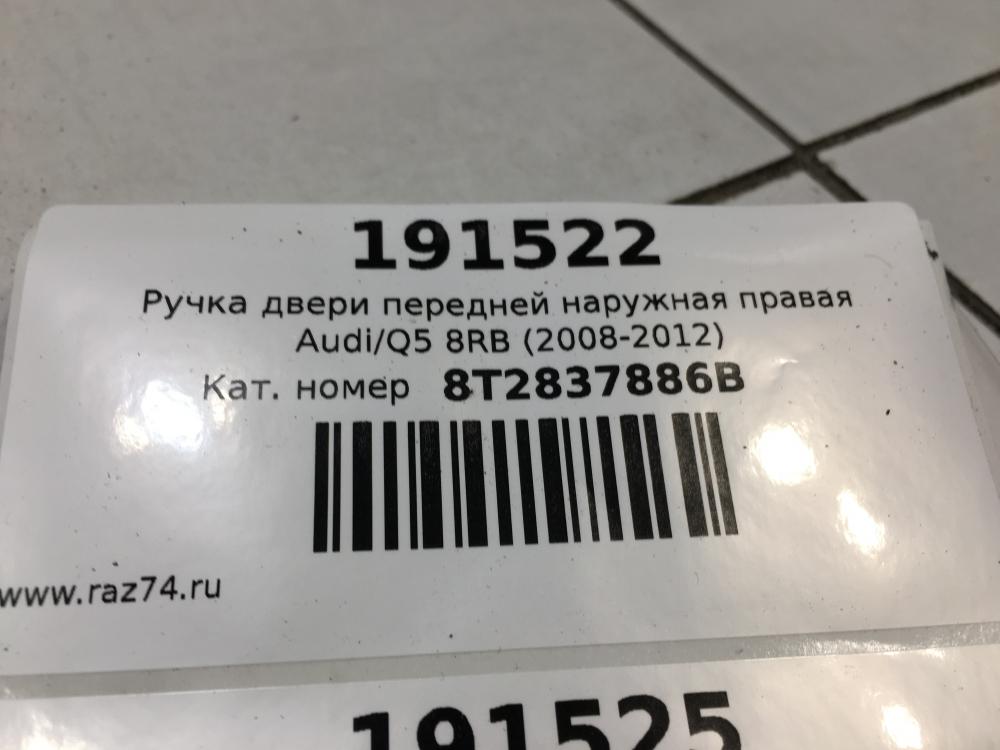 191522
Ручка двери передней наружная правая
Audi/Q5 8RB (2008-2012)
Кат. номер 8T2837886B
www.raz74.ru
191525